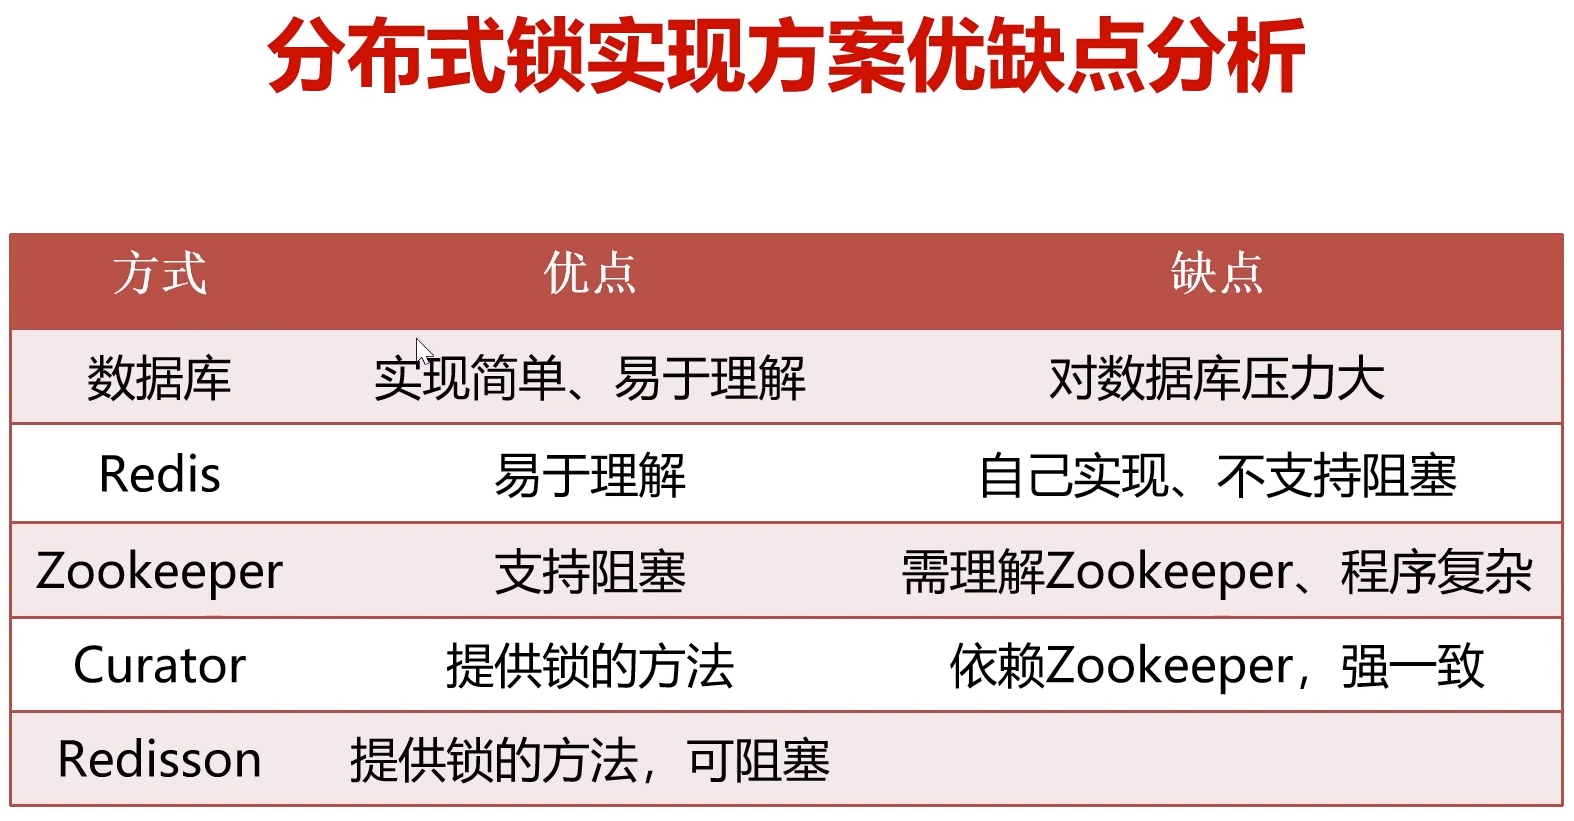 分布式锁实现方案优缺点分析
方式 优点 缺点
数据库 实现简单、易于理解 对数据库压力大
Redis 易于理解 自己实现、不支持阻塞
Zookeeper 支持阻塞 需理解Zookeeper、程序复杂
Curator 提供锁的方法 依赖Zookeeper，强一致
Redisson 提供锁的方法，可阻塞